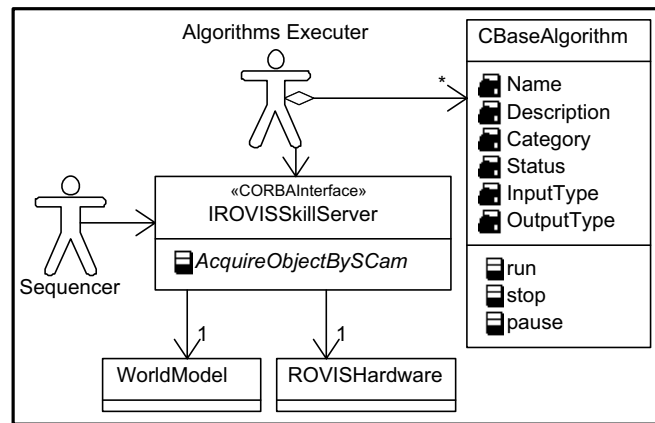 Algorithms Executer
CBaseAlgorithm
*
Name
Description
Category
Status
InputType
OutputType
run
stop
pause
«CORBAInterface»
IROVISSkillServer
AcquireObjectBySCam
Sequencer
1
1
WorldModel
ROVISHardware